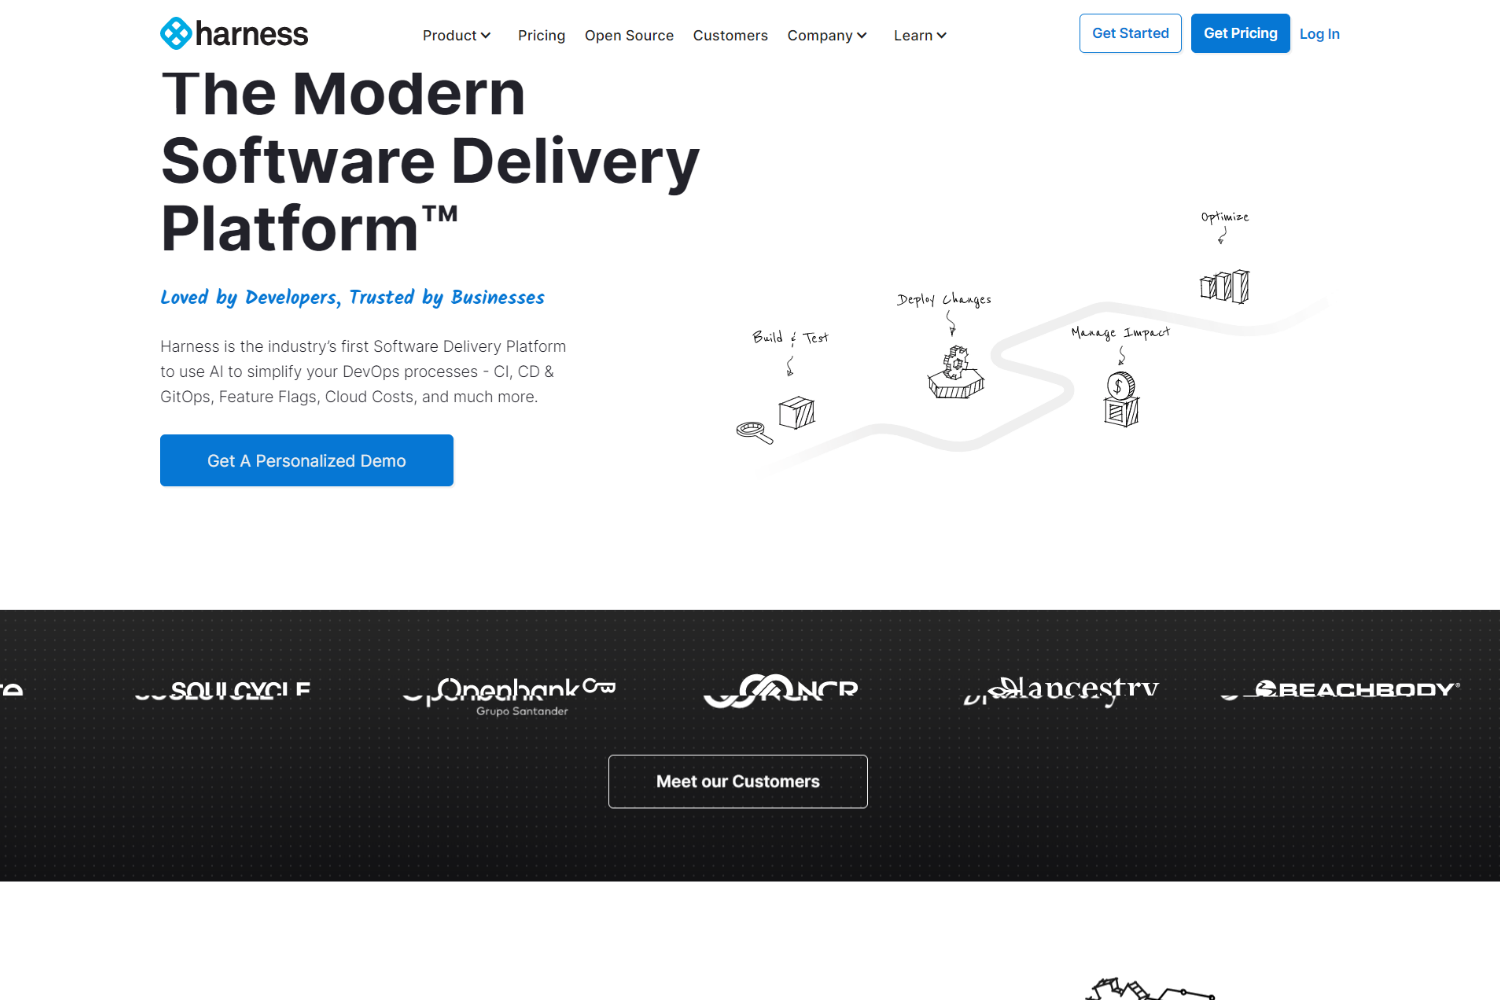 harness
Product
Pricing
Open Source
Customers
Company
Learn
Get Started
Get Pricing
Log In
The Modern
Software Delivery
Platform™
Loved by Developers, Trusted by Businesses
Harness is the industry's first Software Delivery Platform
to use AI to simplify your DevOps processes - CI, CD &
GitOps, Feature Flags, Cloud Costs, and much more.
Get A Personalized Demo
Optimize
Deploy Changes
Manage Impact
Build & Test
$
SOULCYCLE
Openbank
Grupo Santander
NCR
ancestry
BEACHBODY®
Meet our Customers